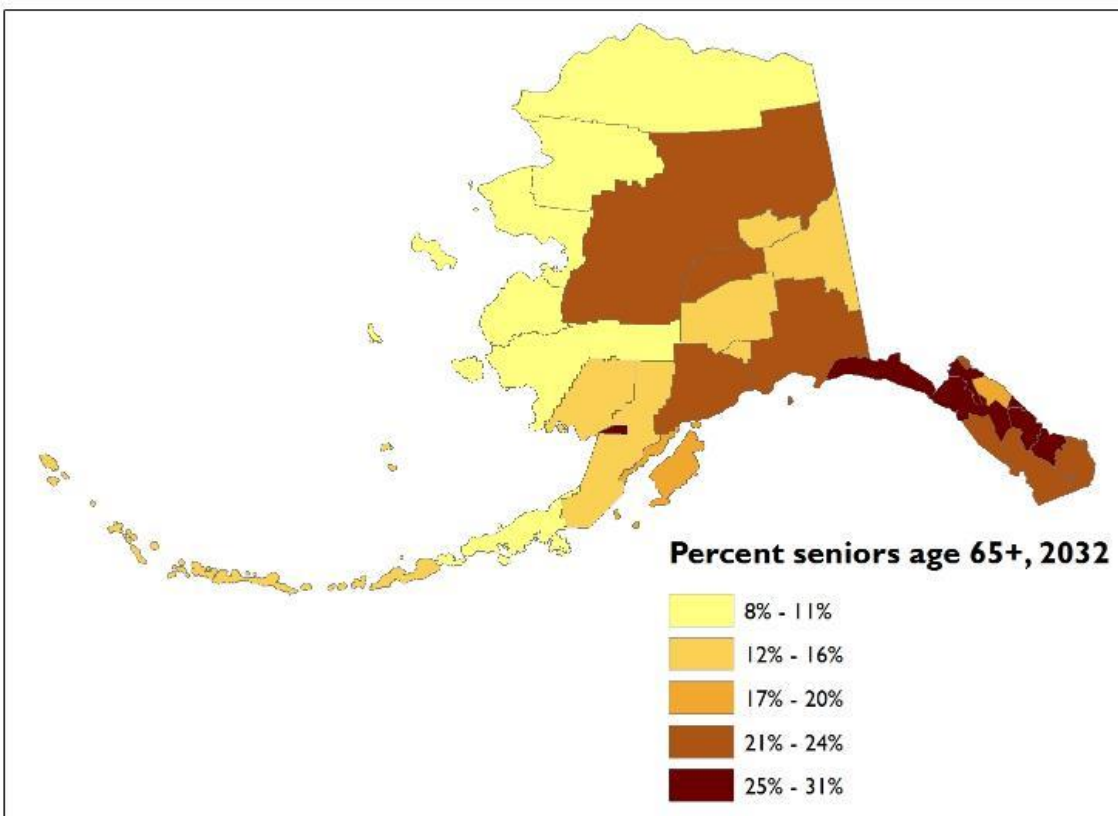 Percent seniors age 65+, 2032
8% - 11%
12% - 16%
17% - 20%
21% - 24%
25% - 31%